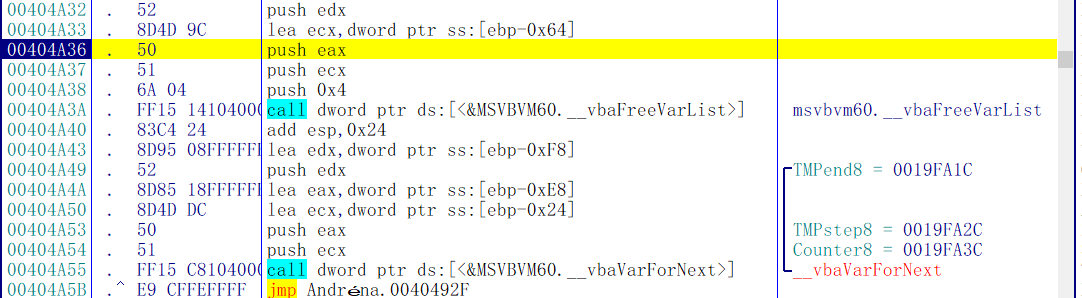 00404A32 . 52 push edx
00404A33 . 8D4D 9C lea ecx,dword ptr ss:[ebp-0x64]
00404A36 . 50 push eax
00404A37 . 51 push ecx
00404A38 . 6A 04 push 0x4
00404A3A . FF15 14104000 call dword ptr ds:[<&MSVBVM60.__vbaFreeVarList>] msvbvm60.__vbaFreeVarList
00404A40 . 83C4 24 add esp,0x24
00404A43 . 8D95 08FFFFFF lea edx,dword ptr ss:[ebp-0xF8]
00404A49 . 52 push edx TMPend8 = 0019FA1C
00404A4A . 8D85 18FFFFFF lea eax,dword ptr ss:[ebp-0xE8]
00404A50 . 8D4D DC lea ecx,dword ptr ss:[ebp-0x24]
00404A53 . 50 push eax TMPstep8 = 0019FA2C
00404A54 . 51 push ecx Counter8 = 0019FA3C
00404A55 . FF15 C8104000 call dword ptr ds:[<&MSVBVM60.__vbaVarForNext>] __vbaVarForNext
00404A5B .^ E9 CFFEFFFF jmp Andréna.0040492F